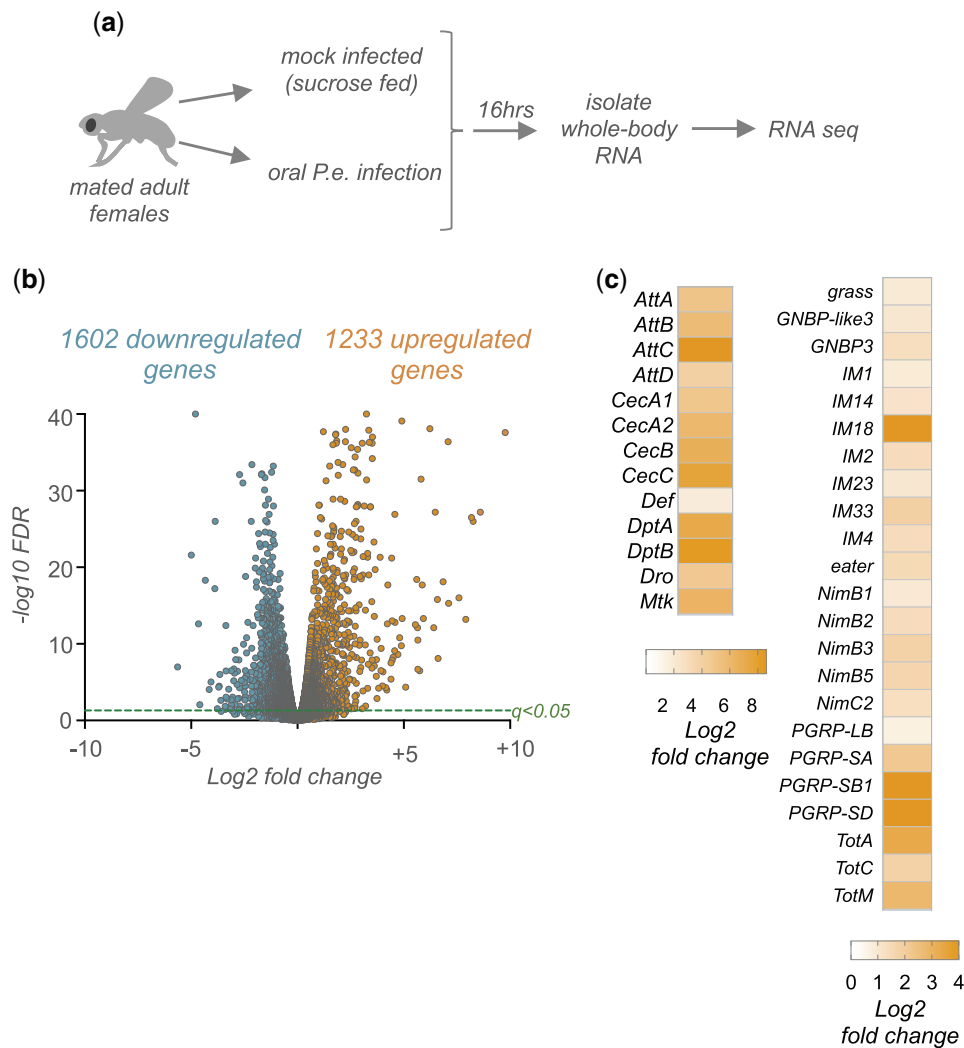 (a)
mock infected
(sucrose fed)
oral P.e. infection
mated adult
females
16hrs
isolate
whole-body
RNA
RNA seq
(b)
1602 downregulated
genes
1233 upregulated
genes
-log10 FDR
40
30
20
10
0
q<0.05
-10
-5
+5
+10
Log2 fold change
(c)
AttA
AttB
AttC
AttD
CecA1
CecA2
CecB
CecC
Def
DptA
DptB
Dro
Mtk
2 4 6 8
Log2
fold change
grass
GNBP-like3
GNBP3
IM1
IM14
IM18
IM2
IM23
IM33
IM4
eater
NimB1
NimB2
NimB3
NimB5
NimC2
PGRP-LB
PGRP-SA
PGRP-SB1
PGRP-SD
TotA
TotC
TotM
0 1 2 3 4
Log2
fold change